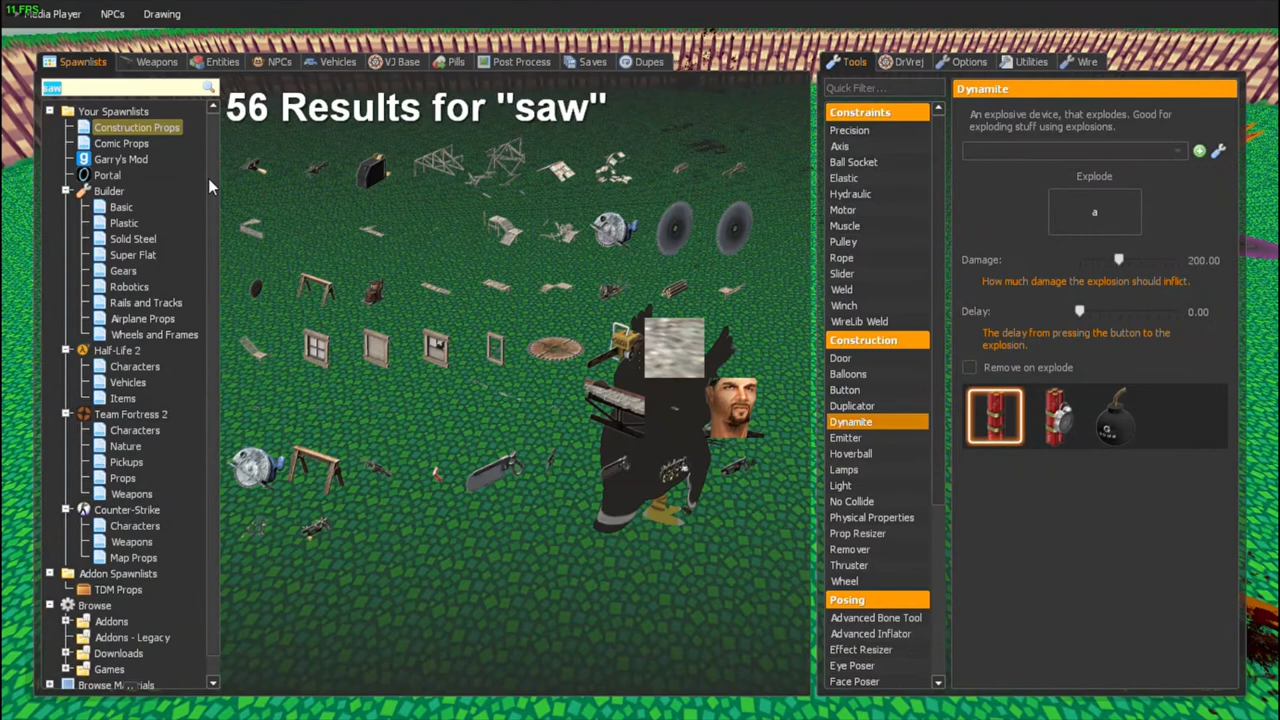 11 FPS
Media Player NPCs Drawing
Spawnlists Weapons Entities NPCs Vehicles VJ Base Pills Post Process Saves Dupes
saw
56 Results for "saw"
Your Spawnlists
Construction Props
Comic Props
Garry's Mod
Portal
Builder
Basic
Plastic
Solid Steel
Super Flat
Gears
Robotics
Rails and Tracks
Airplane Props
Wheels and Frames
Half-Life 2
Characters
Vehicles
Items
Team Fortress 2
Characters
Nature
Pickups
Props
Weapons
Counter-Strike
Characters
Weapons
Map Props
Addon Spawnlists
TDM Props
Browse
Addons
Addons - Legacy
Downloads
Games
Browse Materials
Tools DrVrej Options Utilities Wire
Quick Filter...
Constraints
Precision
Axis
Ball Socket
Elastic
Hydraulic
Motor
Muscle
Pulley
Rope
Slider
Weld
Winch
WireLib Weld
Construction
Door
Balloons
Button
Duplicator
Dynamite
Emitter
Hoverball
Lamps
Light
No Collide
Physical Properties
Prop Resizer
Remover
Thruster
Wheel
Posing
Advanced Bone Tool
Advanced Inflator
Effect Resizer
Eye Poser
Face Poser
Dynamite
An explosive device, that explodes. Good for
exploding stuff using explosions.
Explode
a
Damage: 200.00
How much damage the explosion should inflict.
Delay: 0.00
The delay from pressing the button to the
explosion.
Remove on explode